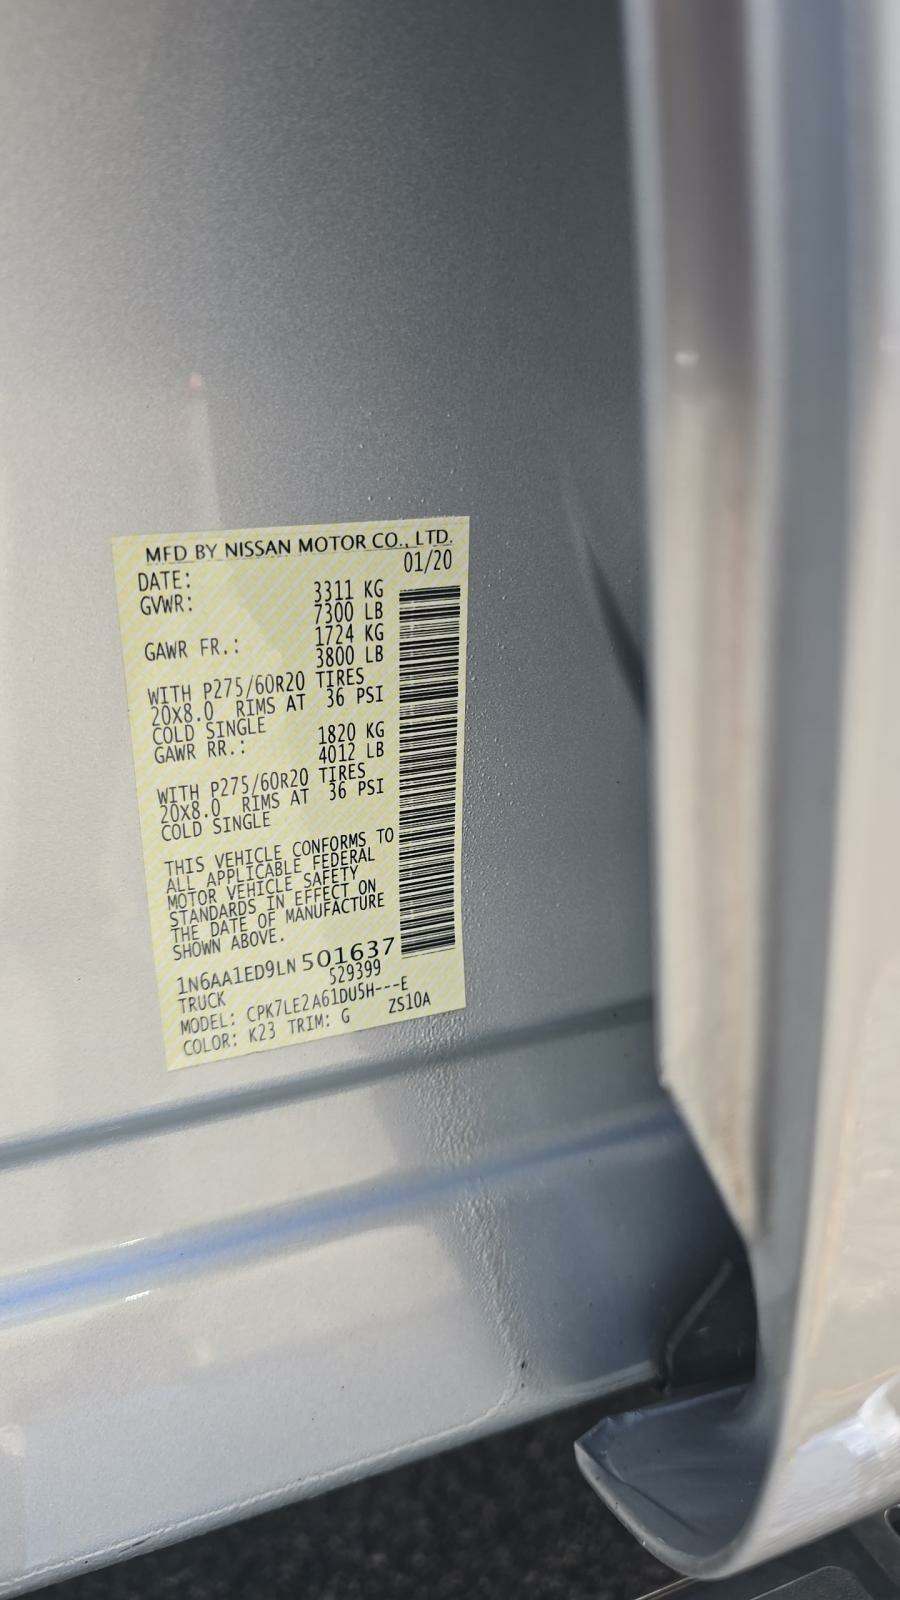 MFD BY NISSAN MOTOR CO., LTD.
DATE: 01/20
GVWR: 3311 KG
7300 LB
GAWR FR.: 1724 KG
3800 LB
WITH P275/60R20 TIRES
20X8.0 RIMS AT 36 PSI
COLD SINGLE
GAWR RR.: 1820 KG
4012 LB
WITH P275/60R20 TIRES
20X8.0 RIMS AT 36 PSI
COLD SINGLE
THIS VEHICLE CONFORMS TO
ALL APPLICABLE FEDERAL
MOTOR VEHICLE SAFETY
STANDARDS IN EFFECT ON
THE DATE OF MANUFACTURE
SHOWN ABOVE.
1N6AA1ED9LN 501637
TRUCK 529399
MODEL: CPK7LE2A61DU5H---E
COLOR: K23 TRIM: G ZS10A